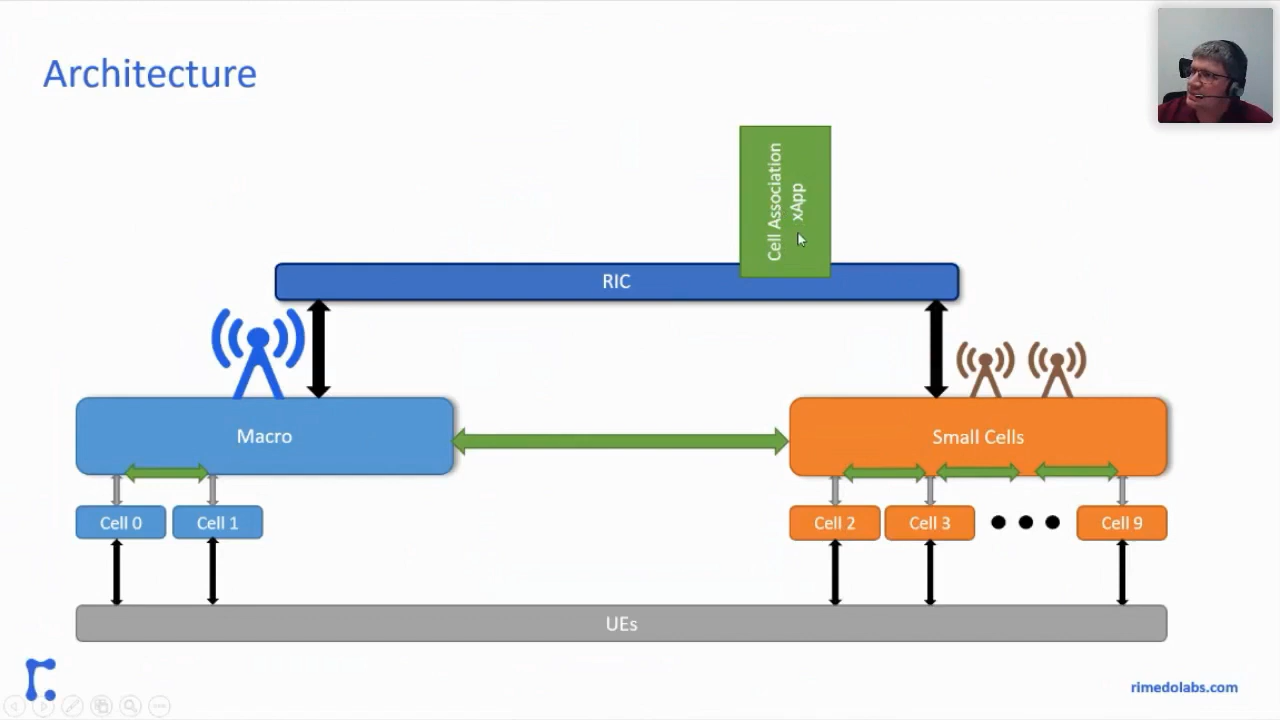 Architecture
Cell Association
xApp
RIC
Macro
Small Cells
Cell 0
Cell 1
Cell 2
Cell 3
Cell 9
UEs
rimedolabs.com